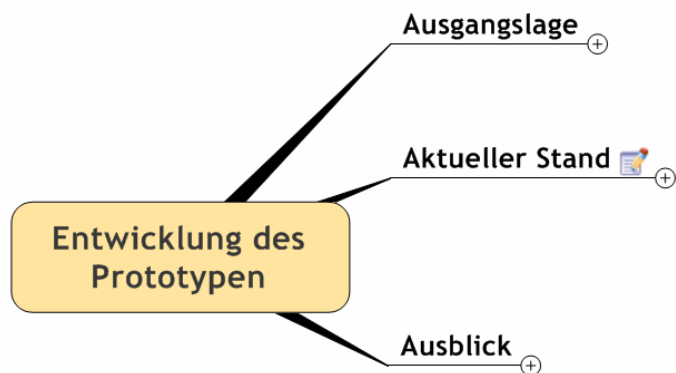 Ausgangslage
Aktueller Stand
Entwicklung des
Prototypen
Ausblick